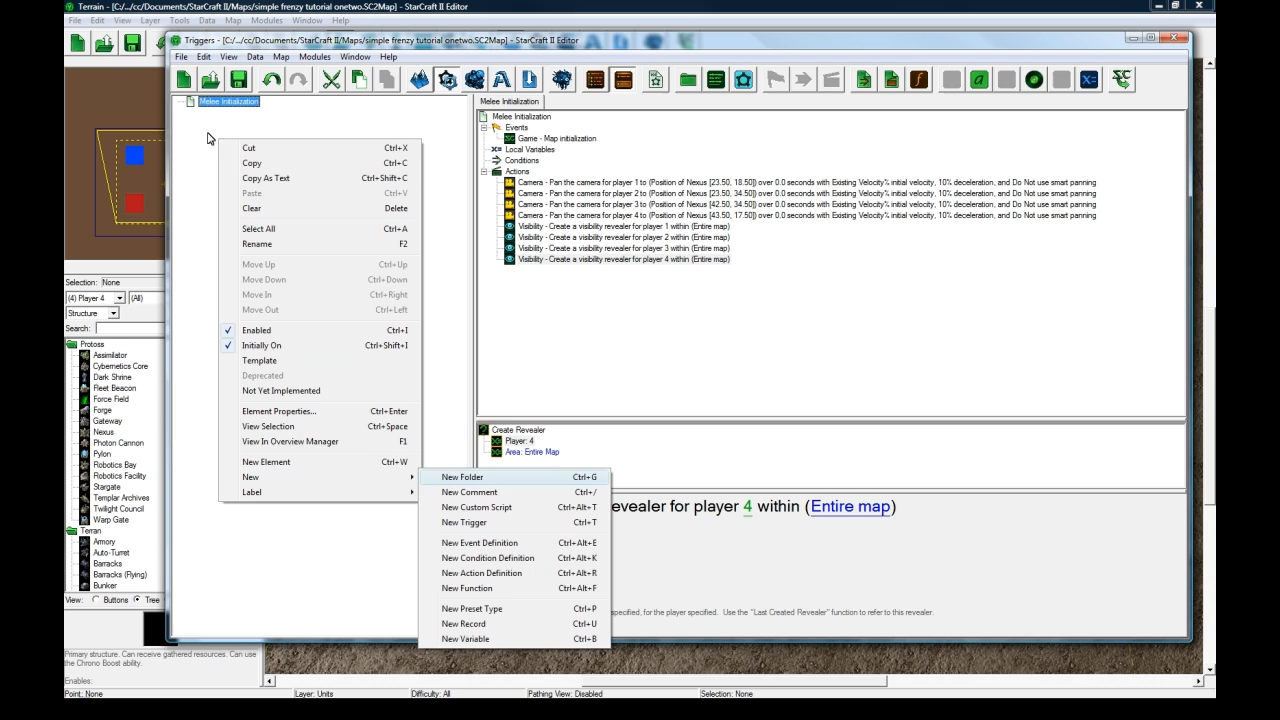 Terrain - [C:/../cc/Documents/StarCraft II/Maps/simple frenzy tutorial onetwo.SC2Map] - StarCraft II Editor
File Edit View Layer Tools Data Map Modules Window Help
Triggers - [C:/../cc/Documents/StarCraft II/Maps/simple frenzy tutorial onetwo.SC2Map] - StarCraft II Editor
File Edit View Data Map Modules Window Help
Melee Initialization
Cut Ctrl+X
Copy Ctrl+C
Copy As Text Ctrl+Shift+C
Paste Ctrl+V
Clear Delete
Select All Ctrl+A
Rename F2
Move Up Ctrl+Up
Move Down Ctrl+Down
Move In Ctrl+Right
Move Out Ctrl+Left
Enabled Ctrl+I
Initially On Ctrl+Shift+I
Template
Deprecated
Not Yet Implemented
Element Properties... Ctrl+Enter
View Selection Ctrl+Space
View In Overview Manager F1
New Element Ctrl+W
New
Label
New Folder Ctrl+G
New Comment Ctrl+/
New Custom Script Ctrl+Alt+T
New Trigger Ctrl+T
New Event Definition Ctrl+Alt+E
New Condition Definition Ctrl+Alt+K
New Action Definition Ctrl+Alt+R
New Function Ctrl+Alt+F
New Preset Type Ctrl+P
New Record Ctrl+U
New Variable Ctrl+B
Melee Initialization
Melee Initialization
Events
Game - Map initialization
Local Variables
Conditions
Actions
Camera - Pan the camera for player 1 to (Position of Nexus [23.50, 18.50]) over 0.0 seconds with Existing Velocity% initial velocity, 10% deceleration, and Do Not use smart panning
Camera - Pan the camera for player 2 to (Position of Nexus [23.50, 34.50]) over 0.0 seconds with Existing Velocity% initial velocity, 10% deceleration, and Do Not use smart panning
Camera - Pan the camera for player 3 to (Position of Nexus [42.50, 34.50]) over 0.0 seconds with Existing Velocity% initial velocity, 10% deceleration, and Do Not use smart panning
Camera - Pan the camera for player 4 to (Position of Nexus [43.50, 17.50]) over 0.0 seconds with Existing Velocity% initial velocity, 10% deceleration, and Do Not use smart panning
Visibility - Create a visibility revealer for player 1 within (Entire map)
Visibility - Create a visibility revealer for player 2 within (Entire map)
Visibility - Create a visibility revealer for player 3 within (Entire map)
Visibility - Create a visibility revealer for player 4 within (Entire map)
Create Revealer
Player: 4
Area: Entire Map
evealer for player 4 within (Entire map)
specified, for the player specified. Use the "Last Created Revealer" function to refer to this revealer.
Selection: None
(4) Player 4 (All)
Structure
Search:
Protoss
Assimilator
Cybernetics Core
Dark Shrine
Fleet Beacon
Force Field
Forge
Gateway
Nexus
Photon Cannon
Pylon
Robotics Bay
Robotics Facility
Stargate
Templar Archives
Twilight Council
Warp Gate
Terran
Armory
Auto-Turret
Barracks
Barracks (Flying)
Bunker
View: Buttons Tree
Primary structure. Can receive gathered resources. Can use
the Chrono Boost ability.
Enables:
Point: None Layer: Units Difficulty: All Pathing View: Disabled Selection: None